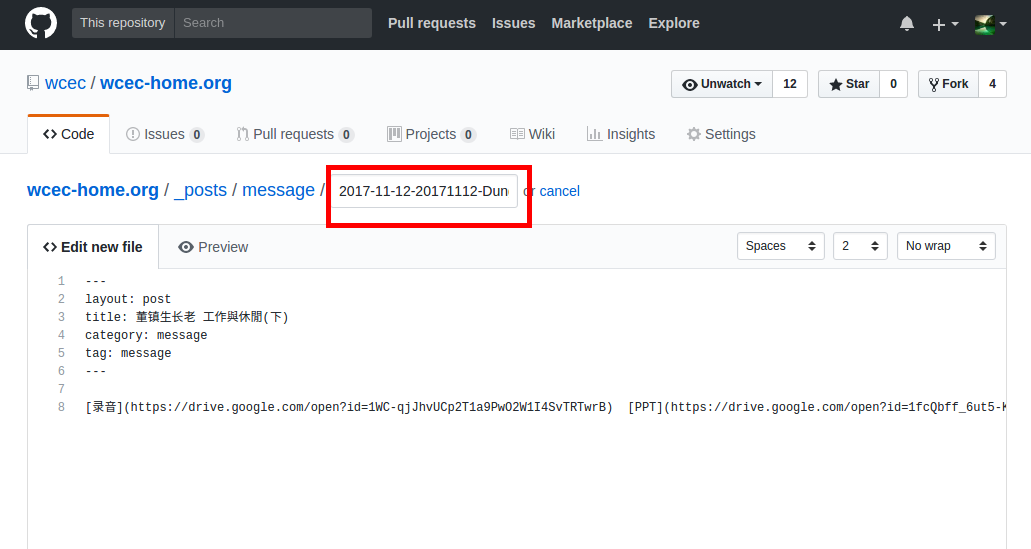 This repository Search Pull requests Issues Marketplace Explore
wcec / wcec-home.org Unwatch 12 Star 0 Fork 4
Code Issues 0 Pull requests 0 Projects 0 Wiki Insights Settings
wcec-home.org / _posts / message / 2017-11-12-20171112-Dun or cancel
Edit new file Preview Spaces 2 No wrap
1 ---
2 layout: post
3 title: 董镇生长老 工作與休閒(下)
4 category: message
5 tag: message
6 ---
7
8 [录音](https://drive.google.com/open?id=1WC-qjJhvUCp2T1a9PwO2W1I4SvTRTwrB) [PPT](https://drive.google.com/open?id=1fcQbff_6ut5-K